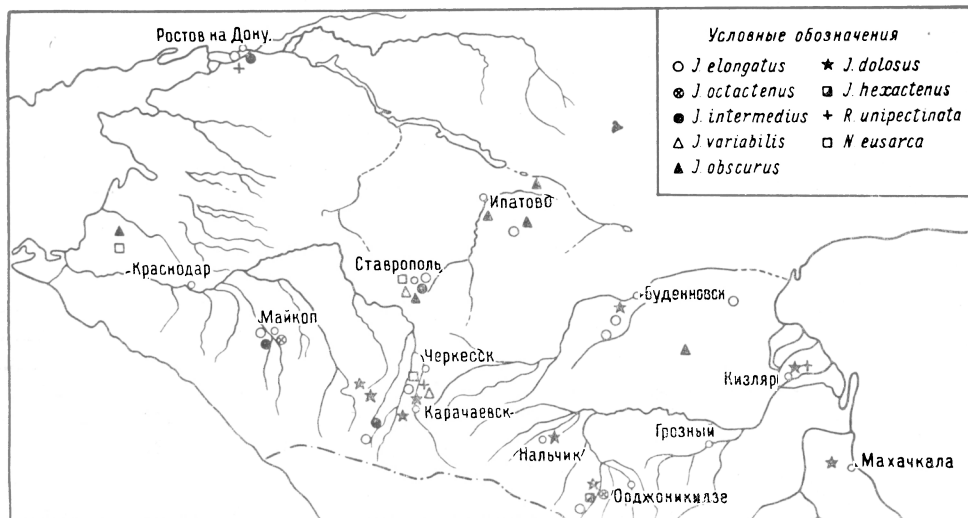 Ростов на Дону.
Условные обозначения
J. elongatus
J. dolosus
J. octactenus
J. hexactenus
J. intermedius
R. unipectinata
J. variabilis
N eusarca
J. obscurus
Ипатово
Ставрополь
Краснодар
Буденновск
Майкоп
Черкесск
Кизляр
Карачаевск
Грозный
Нальчик
Махачкала
Орджоникидзе